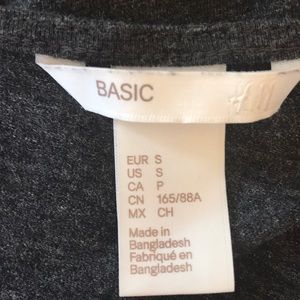 BASIC
H&M
EUR S
US S
CA P
CN 165/88A
MX CH
Made in
Bangladesh
Fabriqué en
Bangladesh